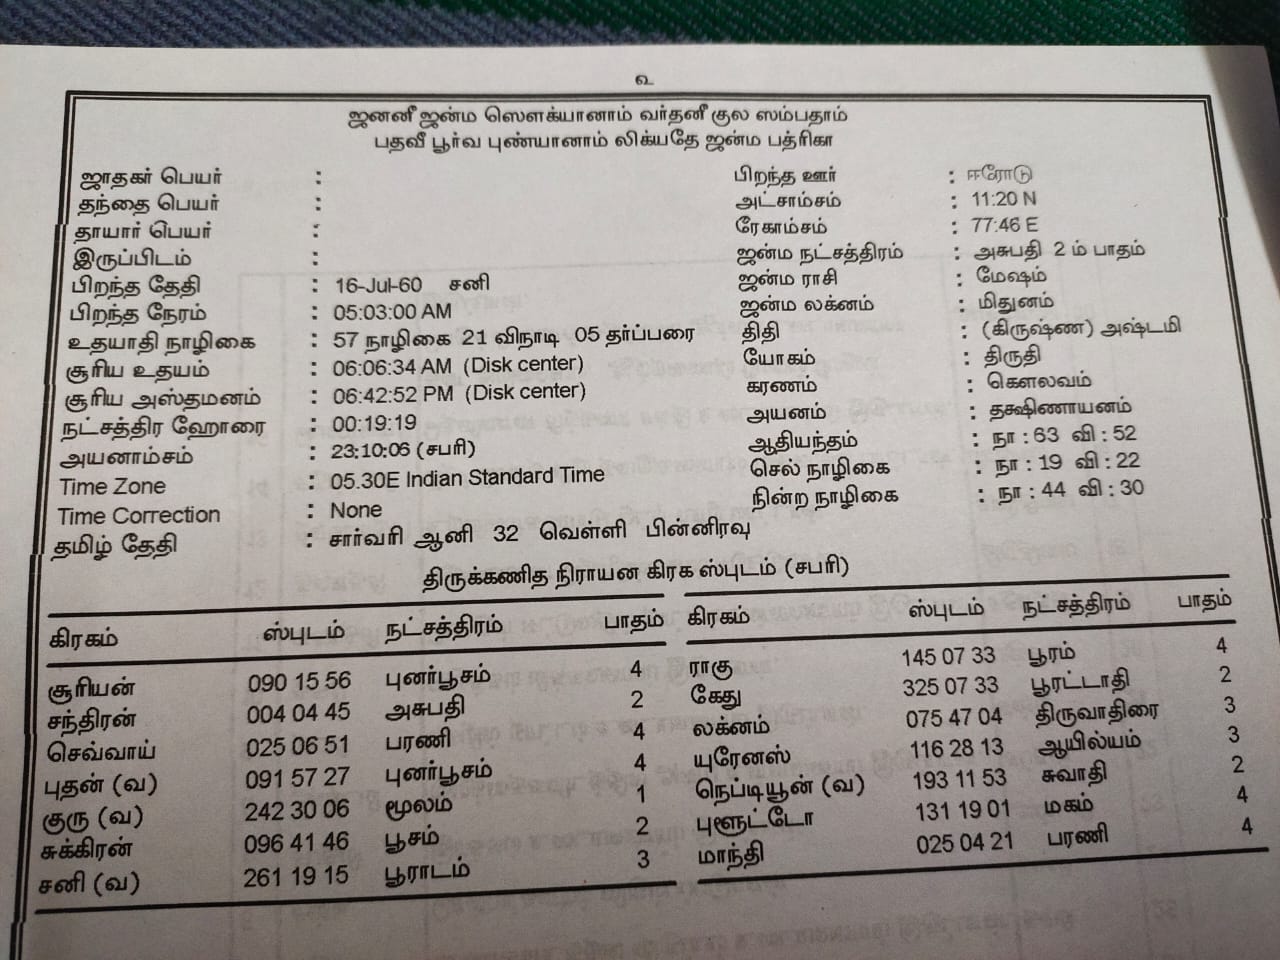 வ
ஜனனீ ஜன்ம ஸௌக்யானாம் வர்தனீ குல ஸம்பதாம்
பதவீ பூர்வ புண்யானாம் லிக்யதே ஜன்ம பத்ரிகா
ஜாதகர் பெயர் :
தந்தை பெயர் :
தாயார் பெயர் :
இருப்பிடம் :
பிறந்த தேதி : 16-Jul-60 சனி
பிறந்த நேரம் : 05:03:00 AM
உதயாதி நாழிகை : 57 நாழிகை 21 விநாடி 05 தர்ப்பரை
சூரிய உதயம் : 06:06:34 AM (Disk center)
சூரிய அஸ்தமனம் : 06:42:52 PM (Disk center)
நட்சத்திர ஹோரை : 00:19:19
அயனாம்சம் : 23:10:06 (சபரி)
Time Zone : 05.30E Indian Standard Time
Time Correction : None
தமிழ் தேதி : சார்வரி ஆனி 32 வெள்ளி பின்னிரவு
பிறந்த ஊர் : ஈரோடு
அட்சாம்சம் : 11:20 N
ரேகாம்சம் : 77:46 E
ஜன்ம நட்சத்திரம் : அசுபதி 2 ம் பாதம்
ஜன்ம ராசி : மேஷம்
ஜன்ம லக்னம் : மிதுனம்
திதி : (கிருஷ்ண) அஷ்டமி
யோகம் : திருதி
கரணம் : கௌலவம்
அயனம் : தக்ஷிணாயனம்
ஆதியந்தம் : நா : 63 வி : 52
செல் நாழிகை : நா : 19 வி : 22
நின்ற நாழிகை : நா : 44 வி : 30
திருக்கணித நிராயன கிரக ஸ்புடம் (சபரி)
கிரகம் ஸ்புடம் நட்சத்திரம் பாதம்
சூரியன் 090 15 56 புனர்பூசம் 4
சந்திரன் 004 04 45 அசுபதி 2
செவ்வாய் 025 06 51 பரணி 4
புதன் (வ) 091 57 27 புனர்பூசம் 4
குரு (வ) 242 30 06 மூலம் 1
சுக்கிரன் 096 41 46 பூசம் 2
சனி (வ) 261 19 15 பூராடம் 3
கிரகம் ஸ்புடம் நட்சத்திரம் பாதம்
ராகு 145 07 33 பூரம் 4
கேது 325 07 33 பூரட்டாதி 2
லக்னம் 075 47 04 திருவாதிரை 3
யுரேனஸ் 116 28 13 ஆயில்யம் 3
நெப்டியூன் (வ) 193 11 53 சுவாதி 2
புளூட்டோ 131 19 01 மகம் 4
மாந்தி 025 04 21 பரணி 4